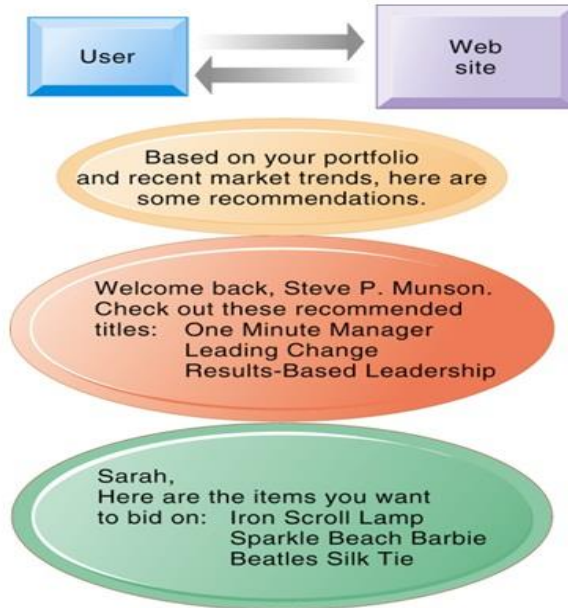 User
Web
site
Based on your portfolio
and recent market trends, here are
some recommendations.
Welcome back, Steve P. Munson.
Check out these recommended
titles: One Minute Manager
Leading Change
Results-Based Leadership
Sarah,
Here are the items you want
to bid on: Iron Scroll Lamp
Sparkle Beach Barbie
Beatles Silk Tie